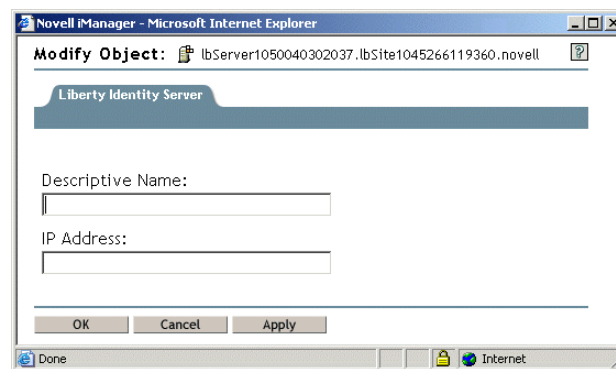 Novell iManager - Microsoft Internet Explorer
Modify Object: lbServer1050040302037.lbSite1045266119360.novell ?
Liberty Identity Server
Descriptive Name:
IP Address:
OK Cancel Apply
Done Internet